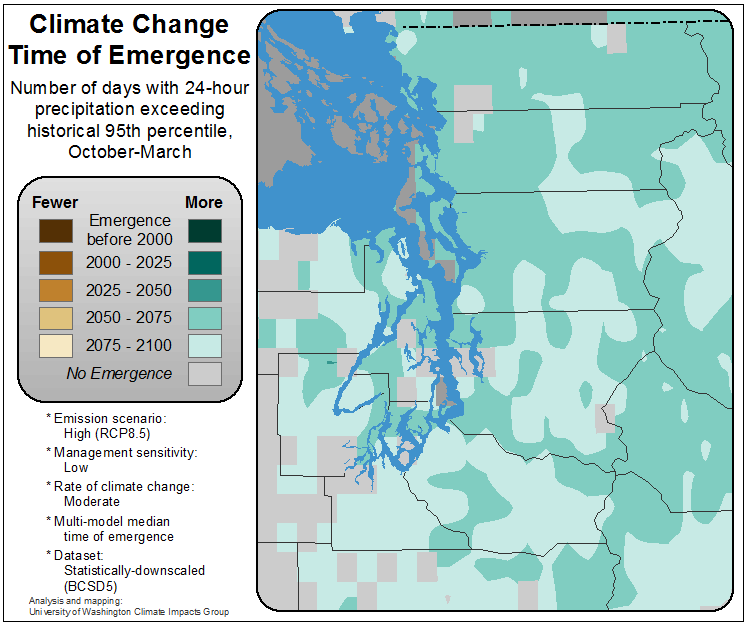 Climate Change
Time of Emergence
Number of days with 24-hour
precipitation exceeding
historical 95th percentile,
October-March
Fewer More
Emergence
before 2000
2000 - 2025
2025 - 2050
2050 - 2075
2075 - 2100
No Emergence
* Emission scenario:
High (RCP8.5)
* Management sensitivity:
Low
* Rate of climate change:
Moderate
* Multi-model median
time of emergence
* Dataset:
Statistically-downscaled
(BCSD5)
Analysis and mapping:
University of Washington Climate Impacts Group